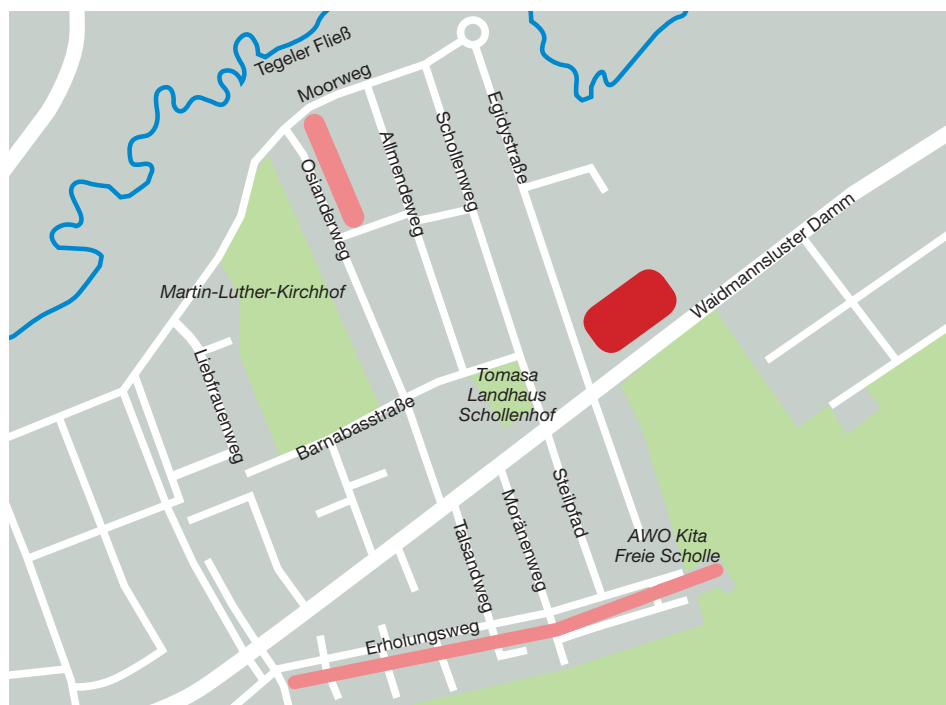 Tegeler Fließ
Moorweg
Egidystraße
Schollenweg
Allmendeweg
Osianderweg
Waidmannsluster Damm
Martin-Luther-Kirchhof
Liebfrauenweg
Tomasa
Landhaus
Schollenhof
Barnabasstraße
Steilpfad
Moränenweg
Talsandweg
AWO Kita
Freie Scholle
Erholungsweg